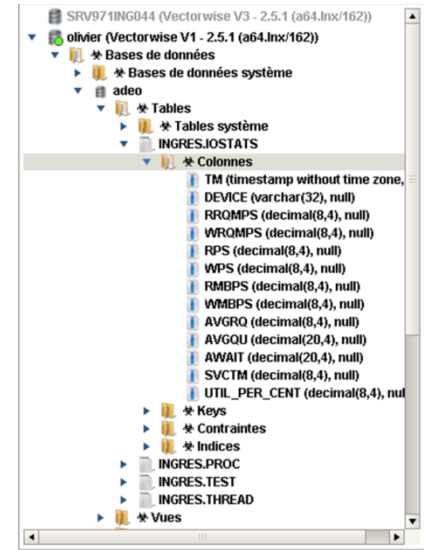 SRV971ING044 (Vectorwise V3 - 2.5.1 (a64.lnx/162))
olivier (Vectorwise V1 - 2.5.1 (a64.lnx/162))
Bases de données
Bases de données système
adeo
Tables
Tables système
INGRES.IOSTATS
Colonnes
TM (timestamp without time zone,
DEVICE (varchar(32), null)
RRQMPS (decimal(8,4), null)
WRQMPS (decimal(8,4), null)
RPS (decimal(8,4), null)
WPS (decimal(8,4), null)
RMBPS (decimal(8,4), null)
WMBPS (decimal(8,4), null)
AVGRQ (decimal(8,4), null)
AVGQU (decimal(20,4), null)
AWAIT (decimal(20,4), null)
SVCTM (decimal(8,4), null)
UTIL_PER_CENT (decimal(8,4), nul
Keys
Contraintes
Indices
INGRES.PROC
INGRES.TEST
INGRES.THREAD
Vues